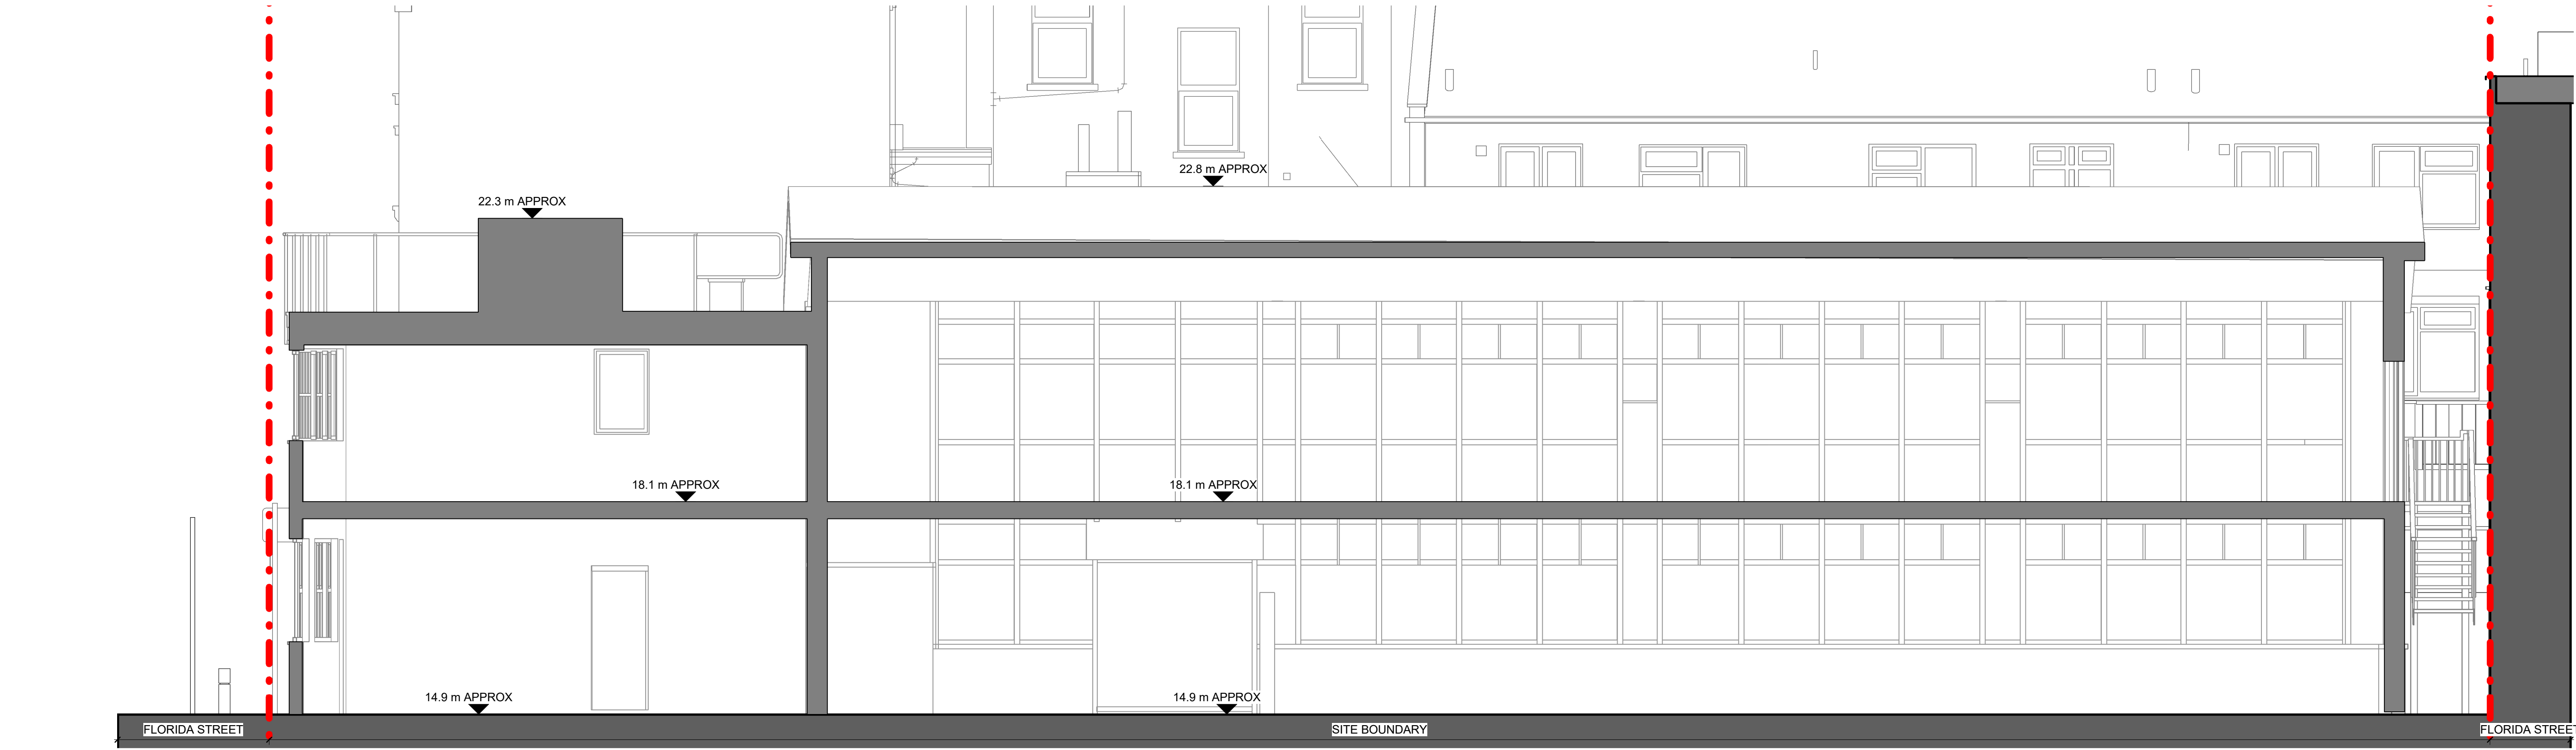 22.8 m APPROX
22.3 m APPROX
18.1 m APPROX
18.1 m APPROX
14.9 m APPROX
14.9 m APPROX
FLORIDA STREET
SITE BOUNDARY
FLORIDA STREET